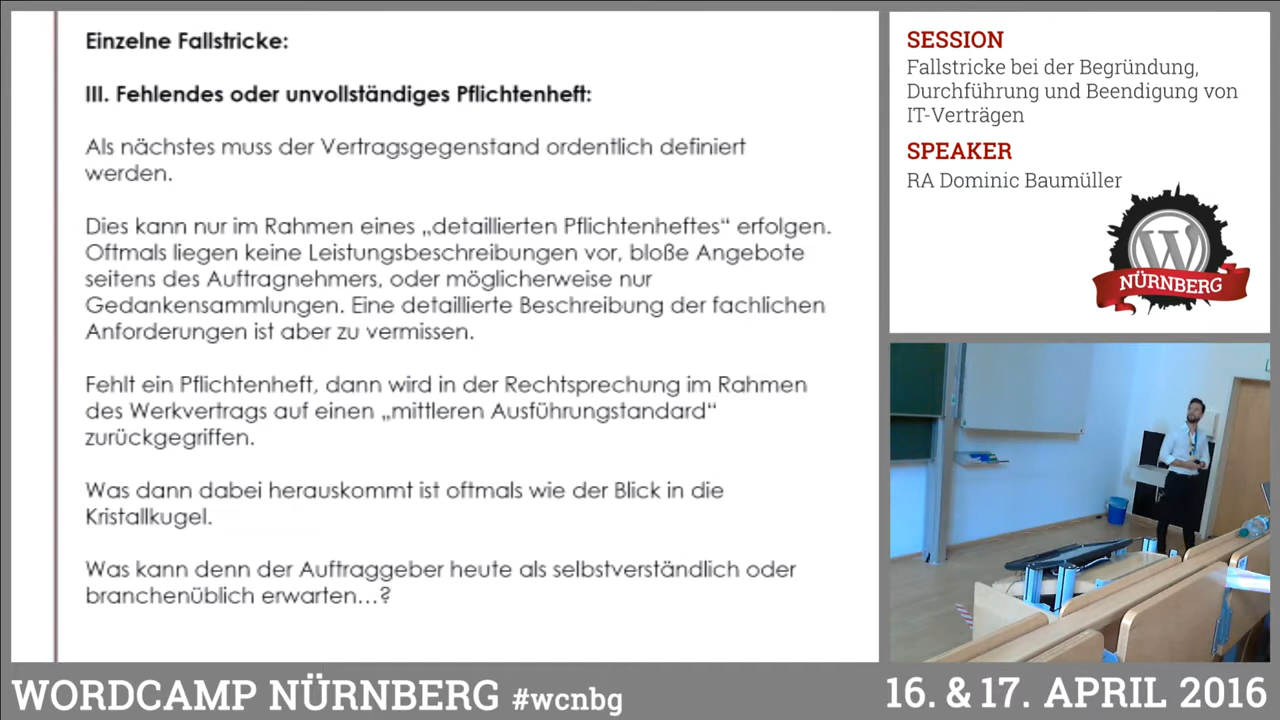 Einzelne Fallstricke:
III. Fehlendes oder unvollständiges Pflichtenheft:
Als nächstes muss der Vertragsgegenstand ordentlich definiert
werden.
Dies kann nur im Rahmen eines „detaillierten Pflichtenheftes“ erfolgen.
Oftmals liegen keine Leistungsbeschreibungen vor, bloße Angebote
seitens des Auftragnehmers, oder möglicherweise nur
Gedankensammlungen. Eine detaillierte Beschreibung der fachlichen
Anforderungen ist aber zu vermissen.
Fehlt ein Pflichtenheft, dann wird in der Rechtsprechung im Rahmen
des Werkvertrags auf einen „mittleren Ausführungstandard“
zurückgegriffen.
Was dann dabei herauskommt ist oftmals wie der Blick in die
Kristallkugel.
Was kann denn der Auftraggeber heute als selbstverständlich oder
branchenüblich erwarten...?
SESSION
Fallstricke bei der Begründung,
Durchführung und Beendigung von
IT-Verträgen
SPEAKER
RA Dominic Baumüller
W
NÜRNBERG
WORDCAMP NÜRNBERG #wcnbg
16. & 17. APRIL 2016